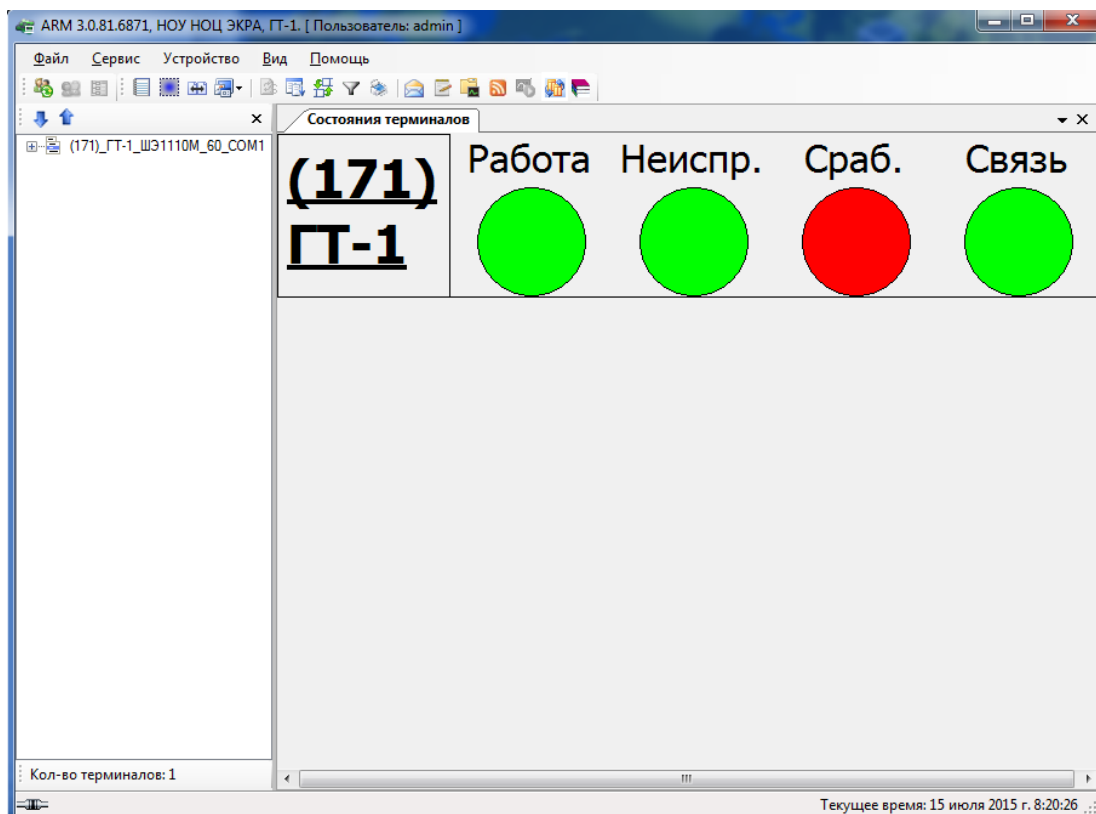 ARM 3.0.81.6871, НОУ НОЦ ЭКРА, ГТ-1. [ Пользователь: admin ]
Файл Сервис Устройство Вид Помощь
Состояния терминалов
(171)_ГТ-1_ШЭ1110М_60_COM1
(171)
ГТ-1
Работа Неиспр. Сраб. Связь
Кол-во терминалов: 1
Текущее время: 15 июля 2015 г. 8:20:26